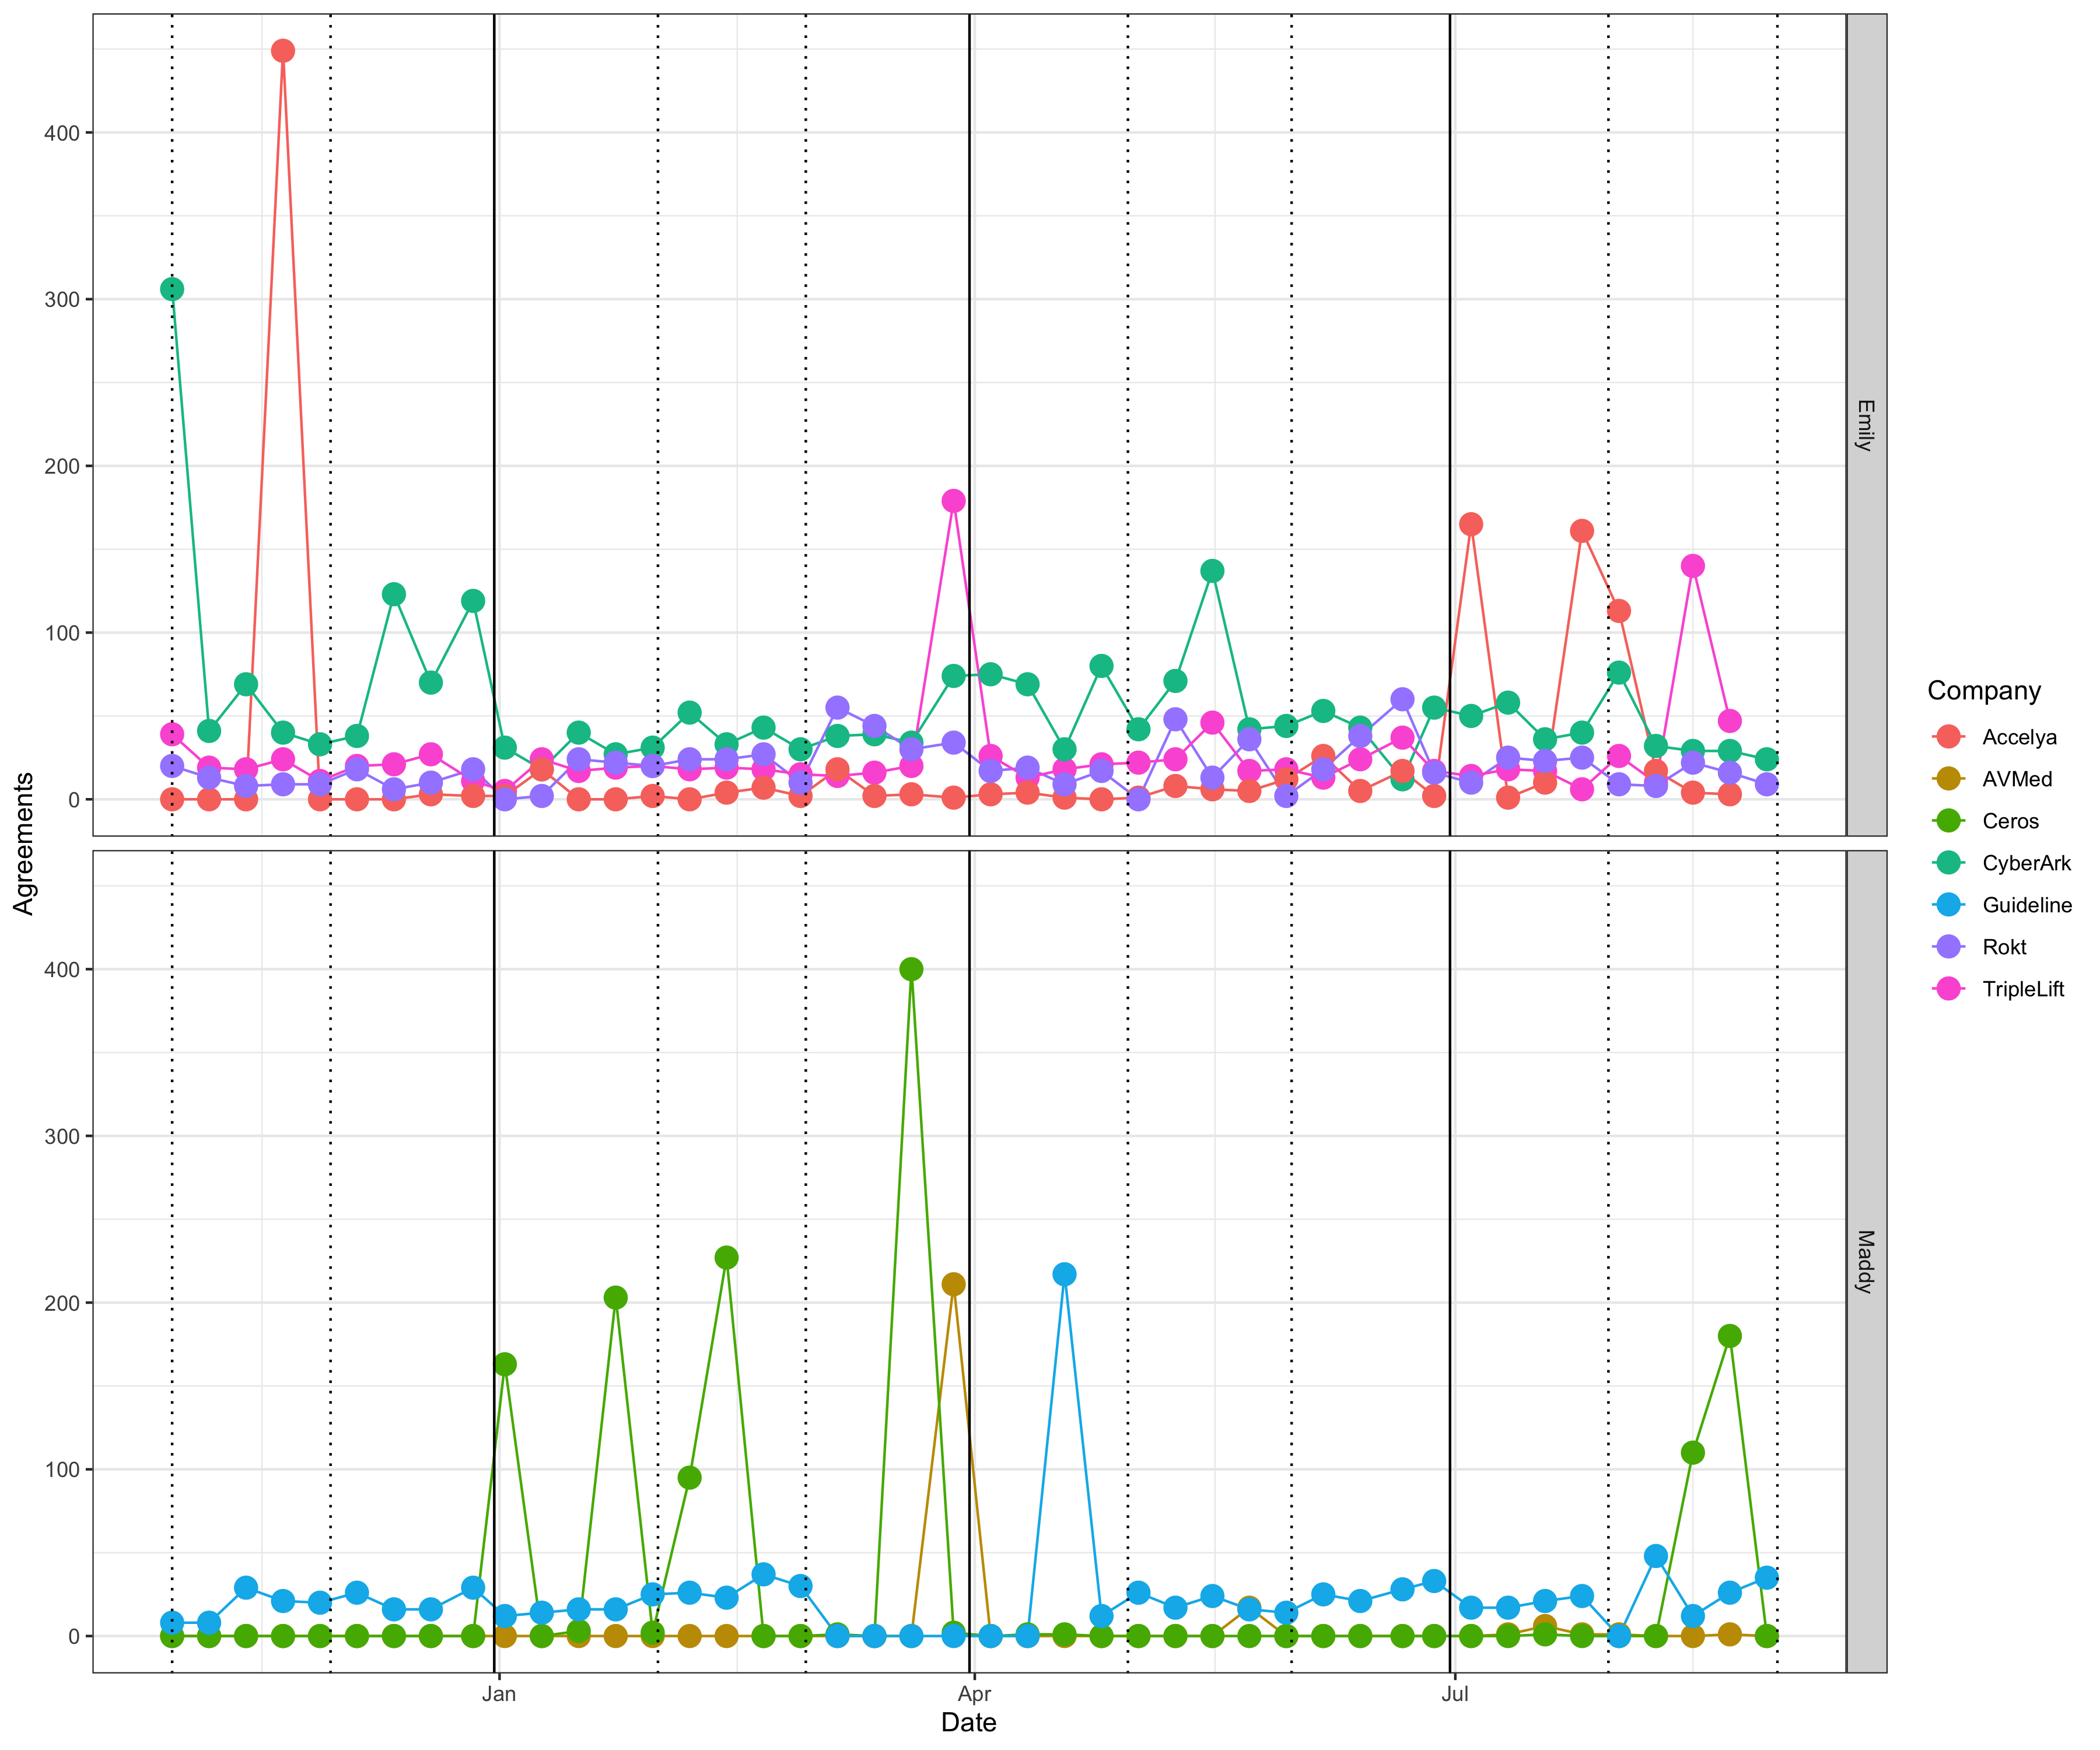 Agreements
400
300
200
100
0
Emily
400
300
200
100
0
Maddy
Jan
Apr
Jul
Date
Company
Accelya
AVMed
Ceros
CyberArk
Guideline
Rokt
TripleLift